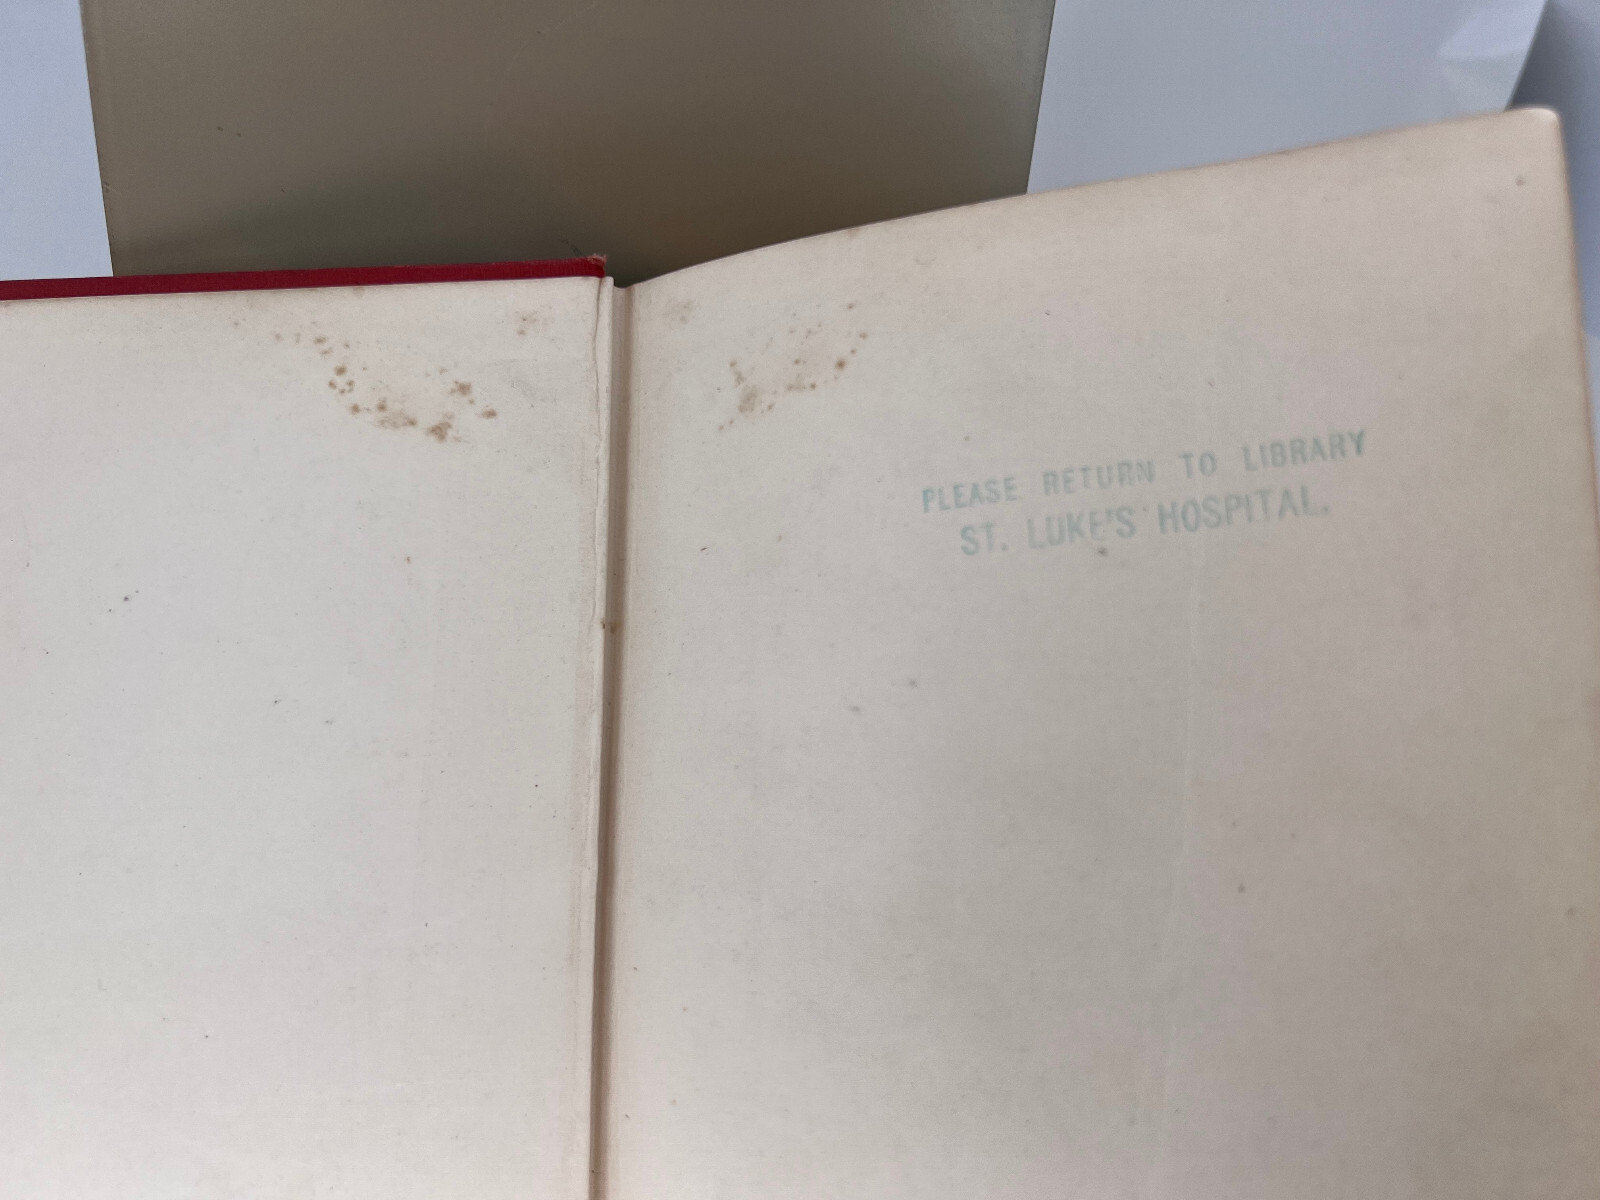 PLEASE RETURN TO LIBRARY
ST. LUKE'S HOSPITAL.